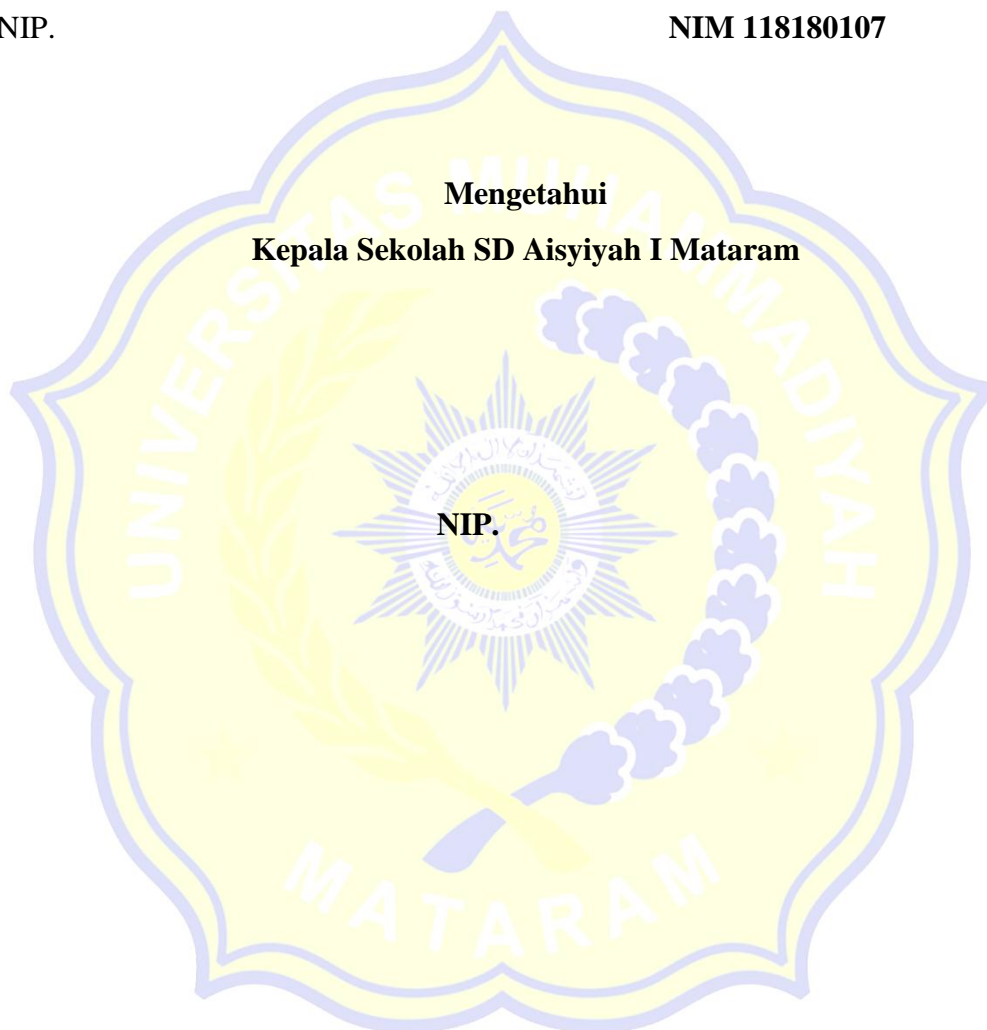 NIP. NIM 118180107
Mengetahui
Kepala Sekolah SD Aisyiyah I Mataram
NIP.
UNIVERSITAS MUHAMMADIYAH
MATARAM